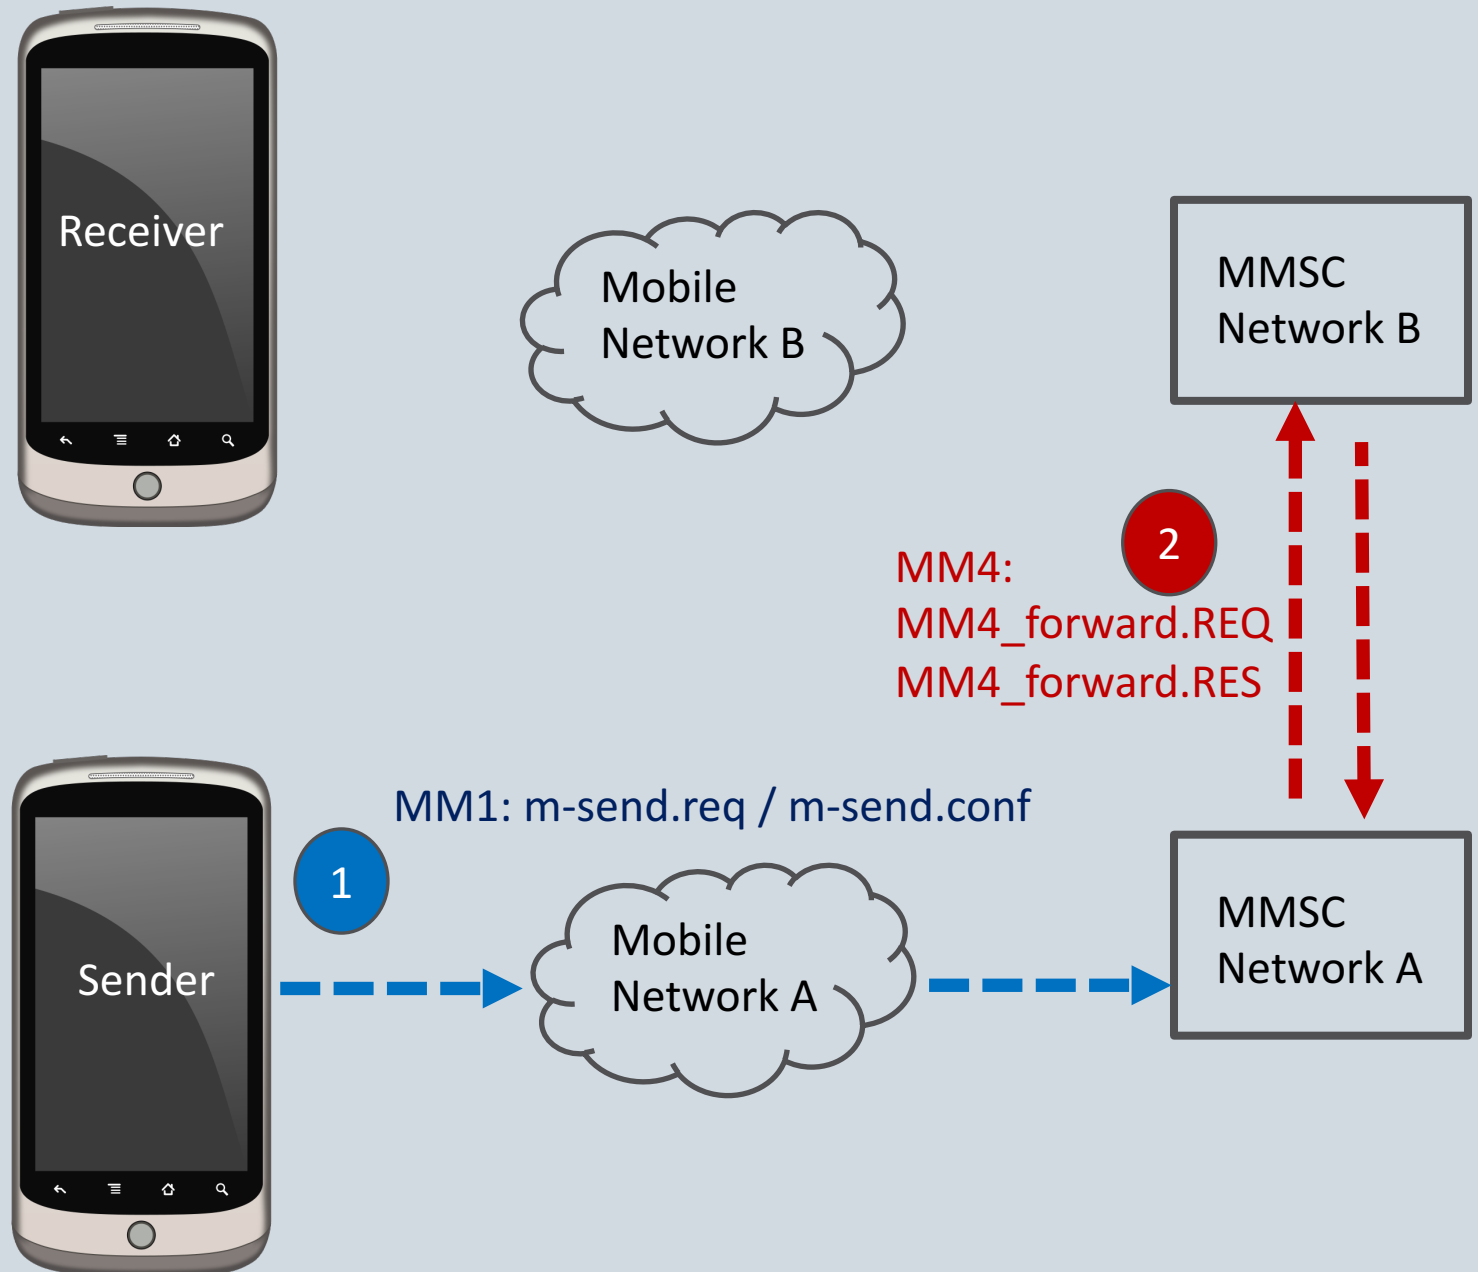 Receiver
Mobile
Network B
MMSC
Network B
2
MM4:
MM4_forward.REQ
MM4_forward.RES
MM1: m-send.req / m-send.conf
1
Sender
Mobile
Network A
MMSC
Network A